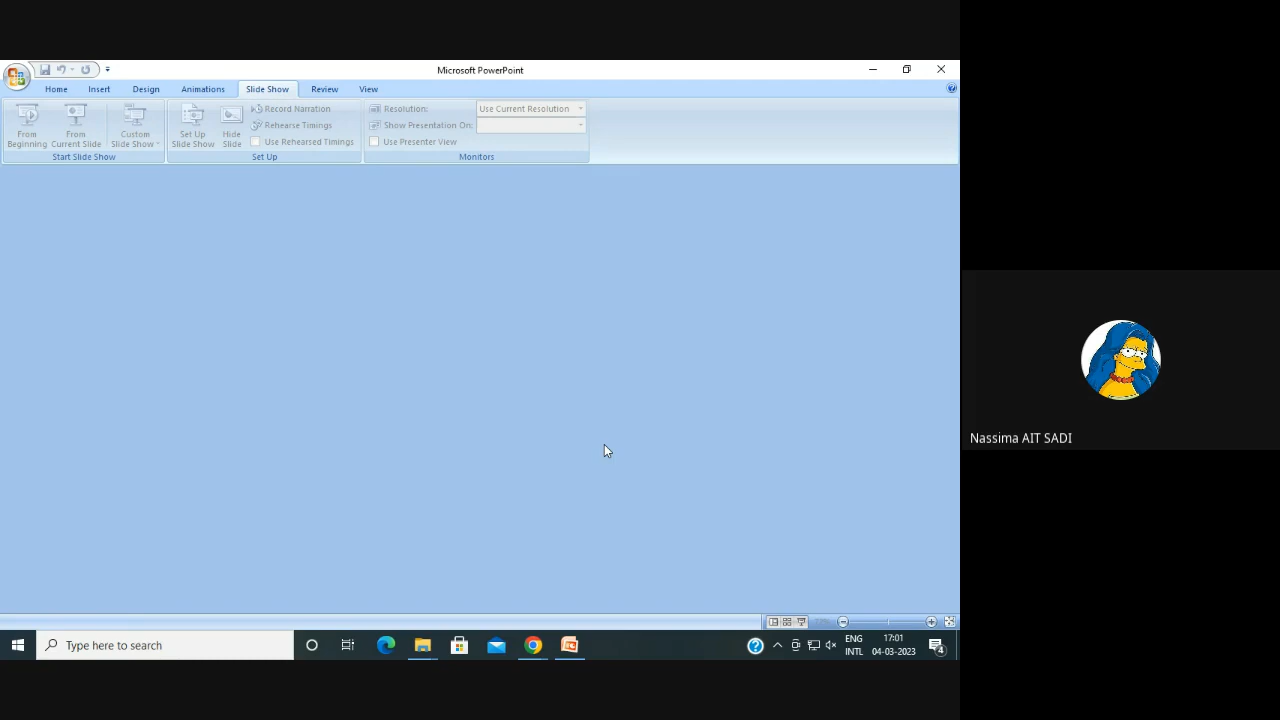 Microsoft PowerPoint
Home Insert Design Animations Slide Show Review View
From Beginning
From Current Slide
Custom Slide Show
Start Slide Show
Set Up Slide Show
Hide Slide
Record Narration
Rehearse Timings
Use Rehearsed Timings
Set Up
Resolution: Use Current Resolution
Show Presentation On:
Use Presenter View
Monitors
Nassima AIT SADI
Type here to search
ENG
INTL
17:01
04-03-2023
4